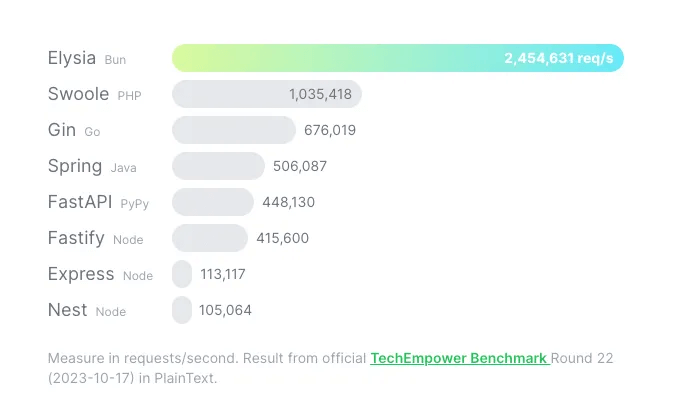 Elysia Bun 2,454,631 req/s
Swoole PHP 1,035,418
Gin Go 676,019
Spring Java 506,087
FastAPI PyPy 448,130
Fastify Node 415,600
Express Node 113,117
Nest Node 105,064
Measure in requests/second. Result from official TechEmpower Benchmark Round 22
(2023-10-17) in PlainText.